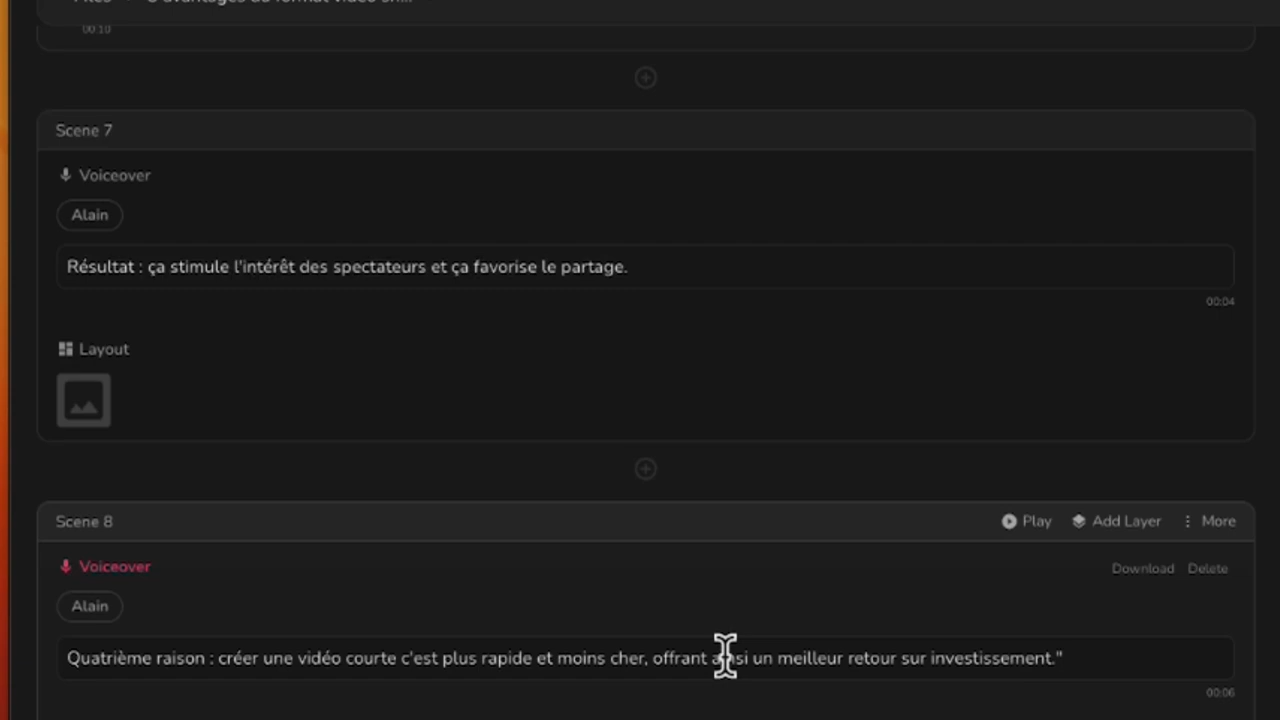 00:10
Scene 7
Voiceover
Alain
Résultat : ça stimule l'intérêt des spectateurs et ça favorise le partage.
00:04
Layout
Scene 8
Play
Add Layer
More
Voiceover
Download
Delete
Alain
Quatrième raison : créer une vidéo courte c'est plus rapide et moins cher, offrant ainsi un meilleur retour sur investissement."
00:06